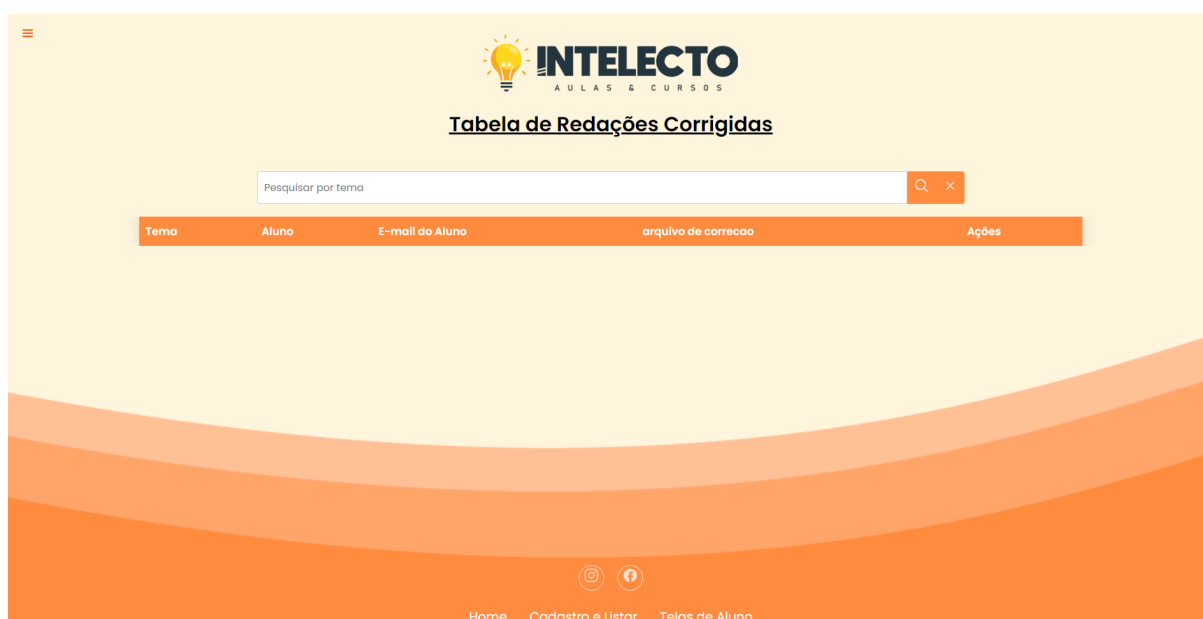 INTELECTO
AULAS & CURSOS
Tabela de Redações Corrigidas
Pesquisar por tema
Tema Aluno E-mail do Aluno arquivo de correcao Ações
Home Cadastro e Listar Telas de Aluno